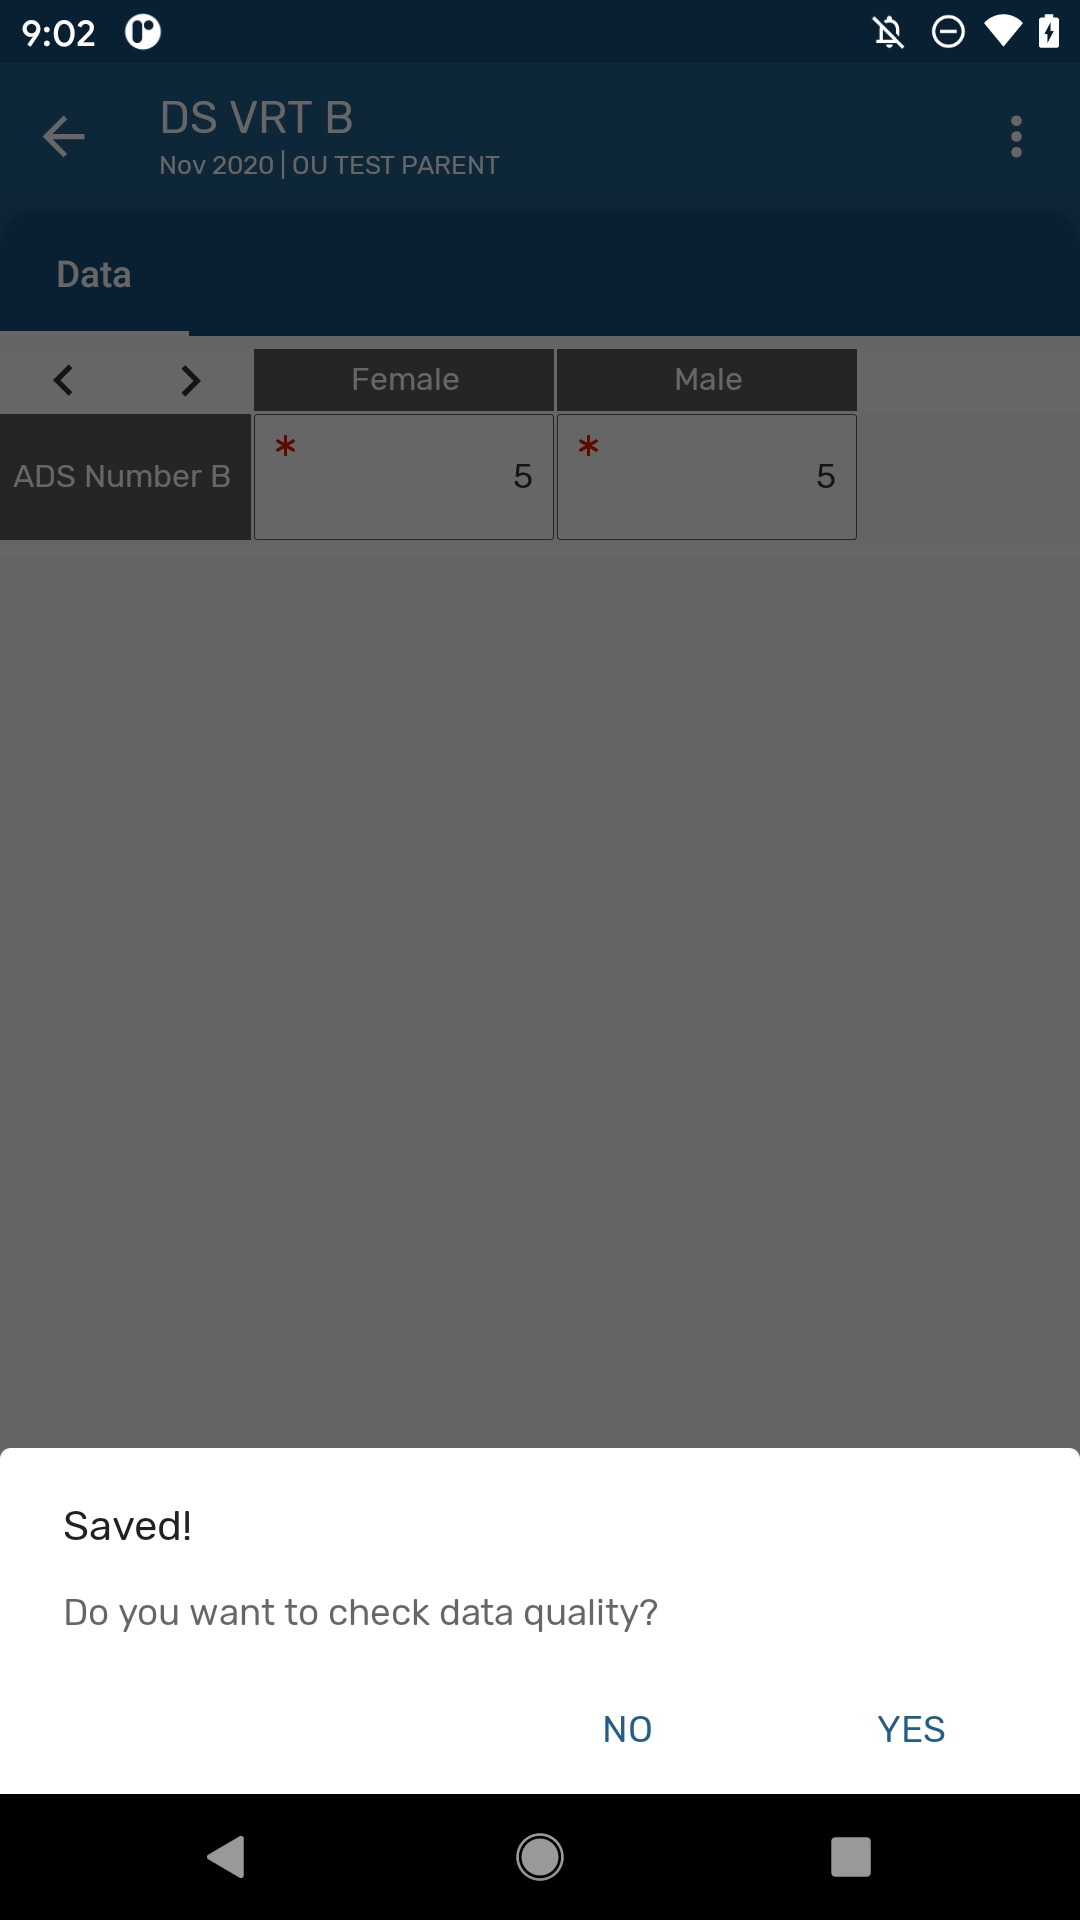 9:02
DS VRT B
Nov 2020 | OU TEST PARENT
Data
Female Male
ADS Number B * 5 * 5
Saved!
Do you want to check data quality?
NO YES